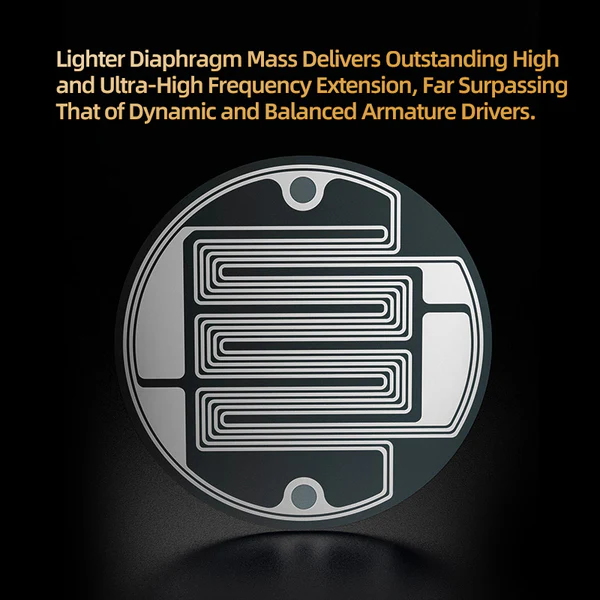 Lighter Diaphragm Mass Delivers Outstanding High
and Ultra-High Frequency Extension, Far Surpassing
That of Dynamic and Balanced Armature Drivers.